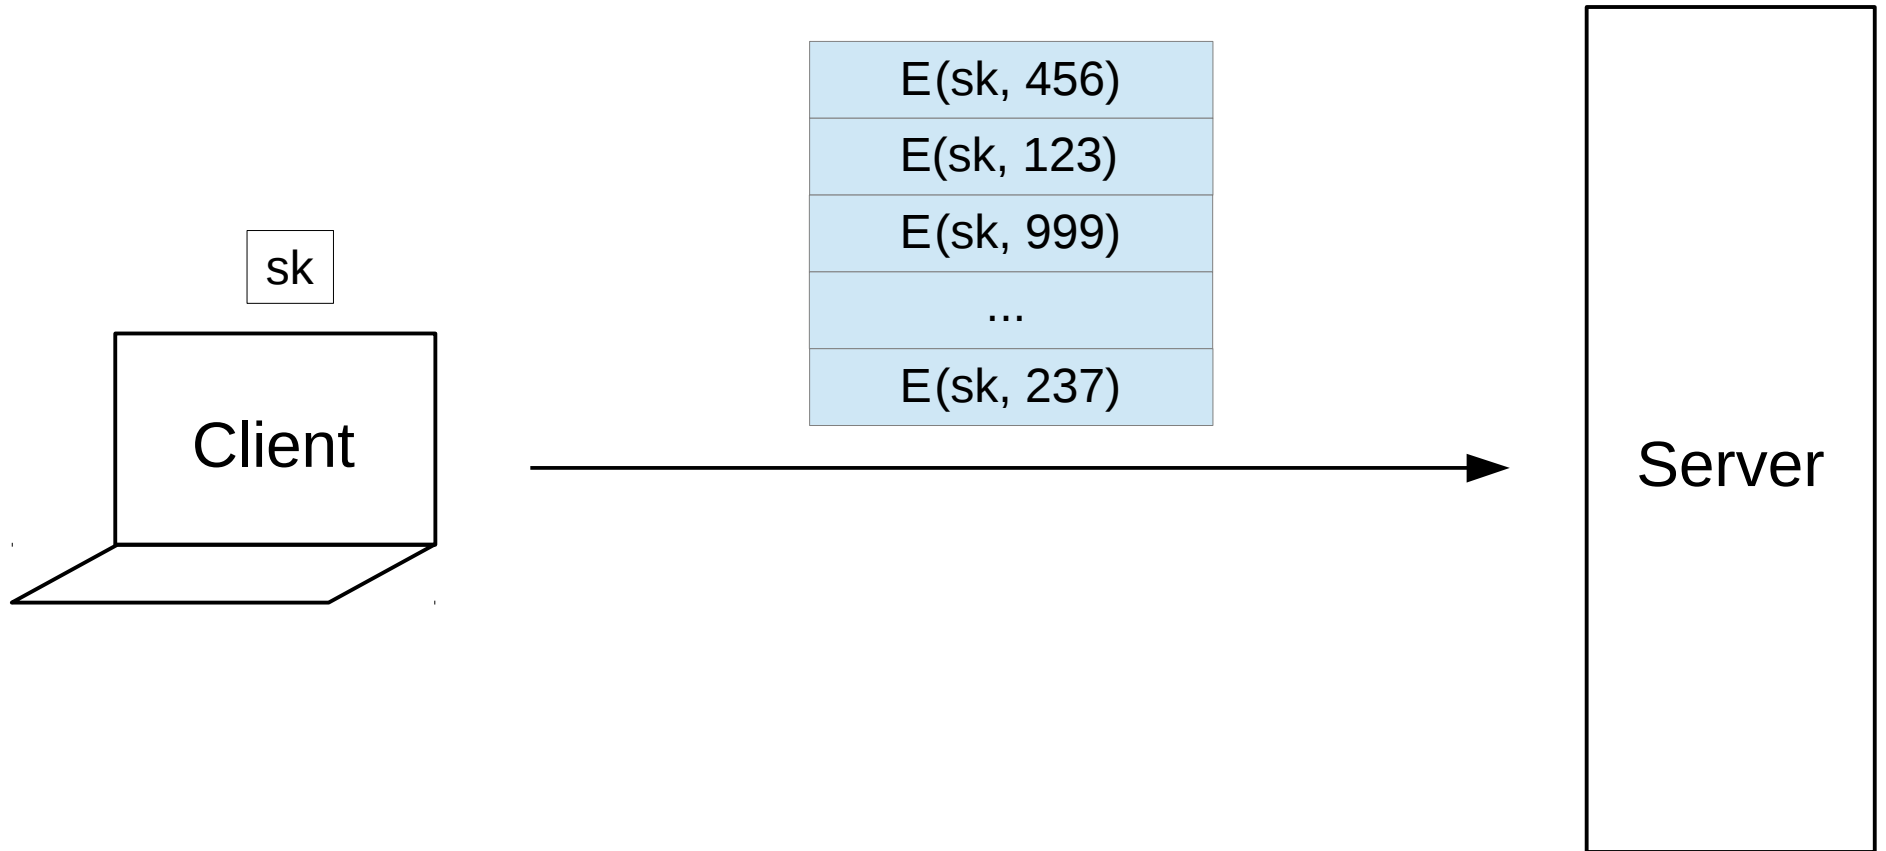 E(sk, 456)
E(sk, 123)
E(sk, 999)
...
E(sk, 237)
sk
Client
Server